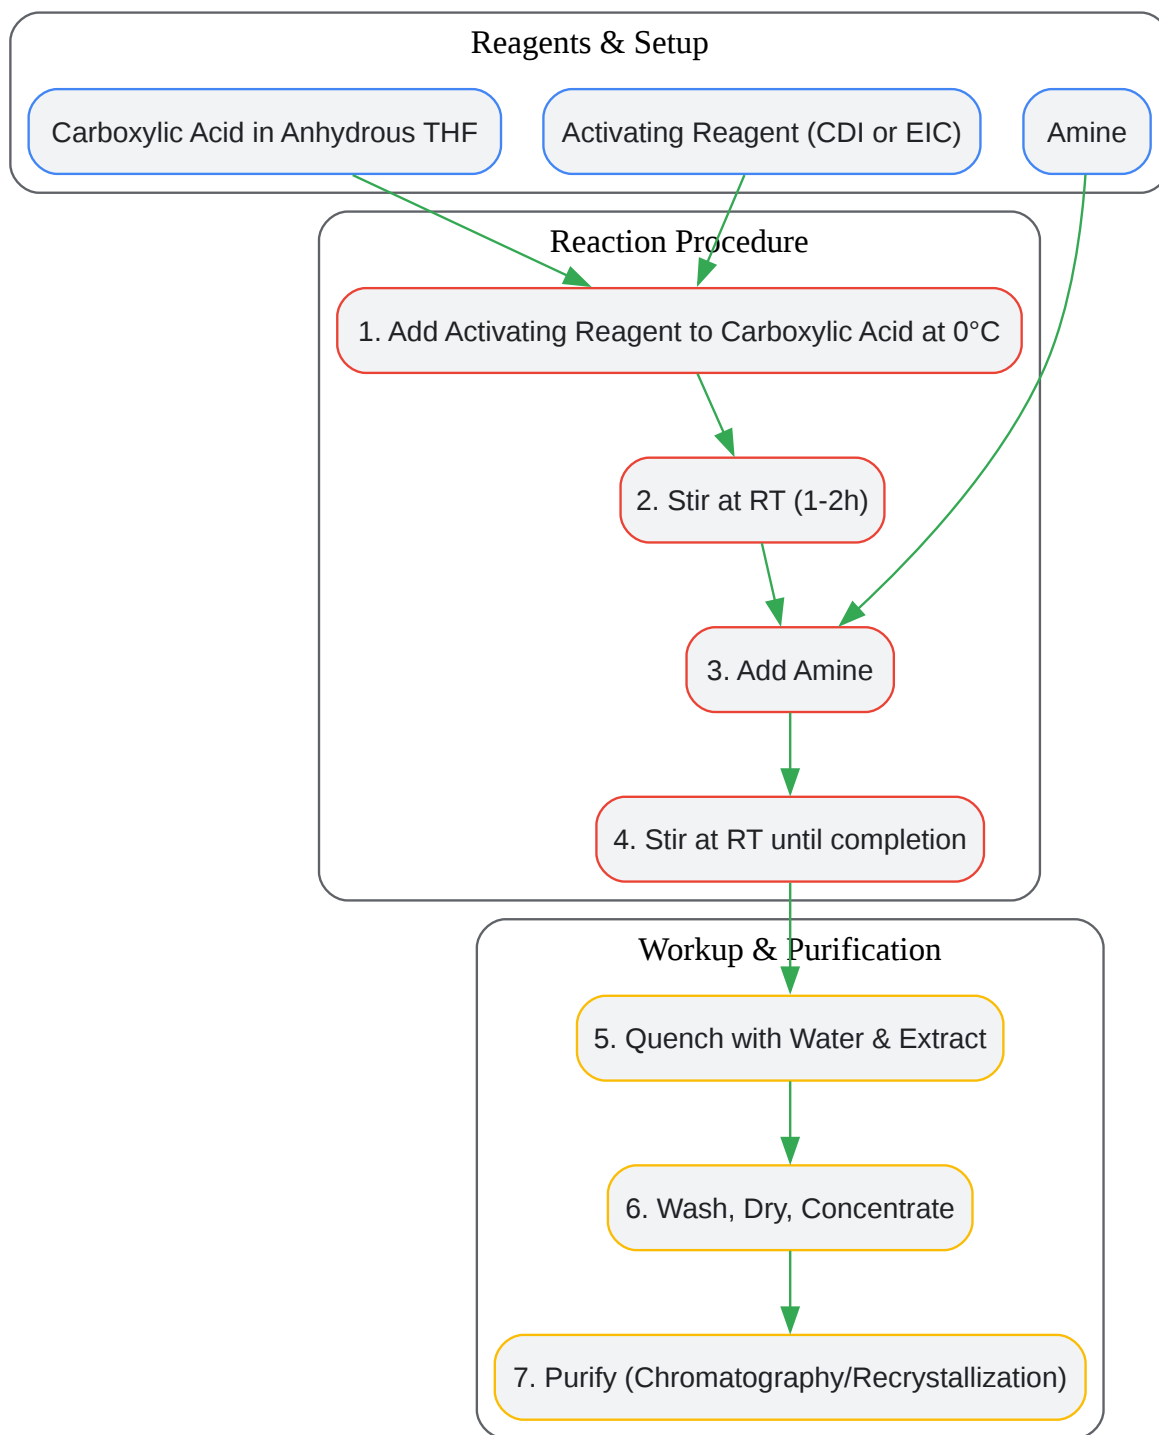 Reagents & Setup
Carboxylic Acid in Anhydrous THF
Activating Reagent (CDI or EIC)
Amine
Reaction Procedure
1. Add Activating Reagent to Carboxylic Acid at 0°C
2. Stir at RT (1-2h)
3. Add Amine
4. Stir at RT until completion
Workup & Purification
5. Quench with Water & Extract
6. Wash, Dry, Concentrate
7. Purify (Chromatography/Recrystallization)